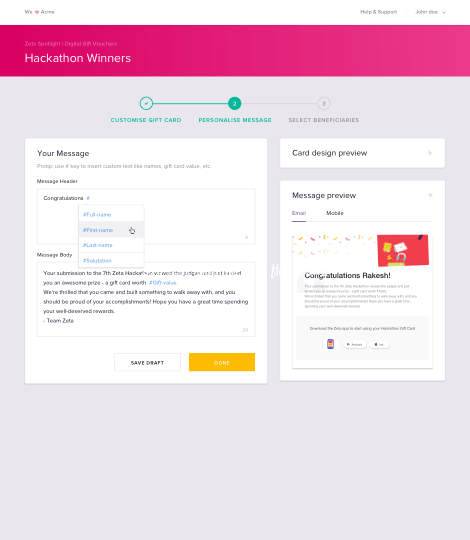 We ❤ Acme
Help & Support
John doe
Zeta Spotlight / Digital Gift Vouchers
Hackathon Winners
2
3
CUSTOMISE GIFT CARD
PERSONALISE MESSAGE
SELECT BENEFICIARIES
Your Message
Protip: use # key to insert custom text like names, gift card value, etc.
Message Header
Congratulations #
#Full-name
#First-name
#Last-name
#Salutation
Message Body
Your submission to the 7th Zeta Hackathon wowed the judges and just as said
you an awesome prize - a gift card worth #Gift-value.
We're thrilled that you came and built something to walk away with, and you
should be proud of your accomplishments! Hope you have a great time spending
your well-deserved rewards.
- Team Zeta
SAVE DRAFT
DONE
Card design preview
Message preview
Email
Mobile
Congratulations Rakesh!
Download the Zeta app to start using your Hackathon Gift Card
Android